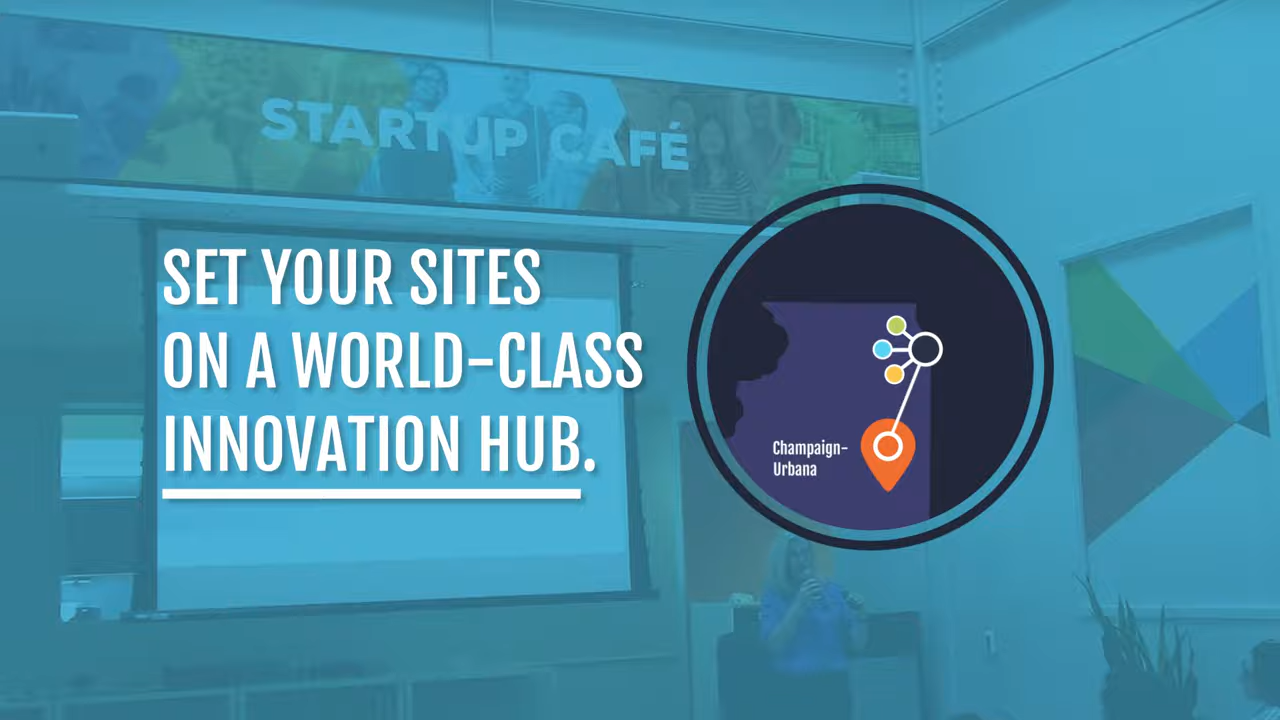 STARTUP CAFÉ
SET YOUR SITES
ON A WORLD-CLASS
INNOVATION HUB.
Champaign-
Urbana